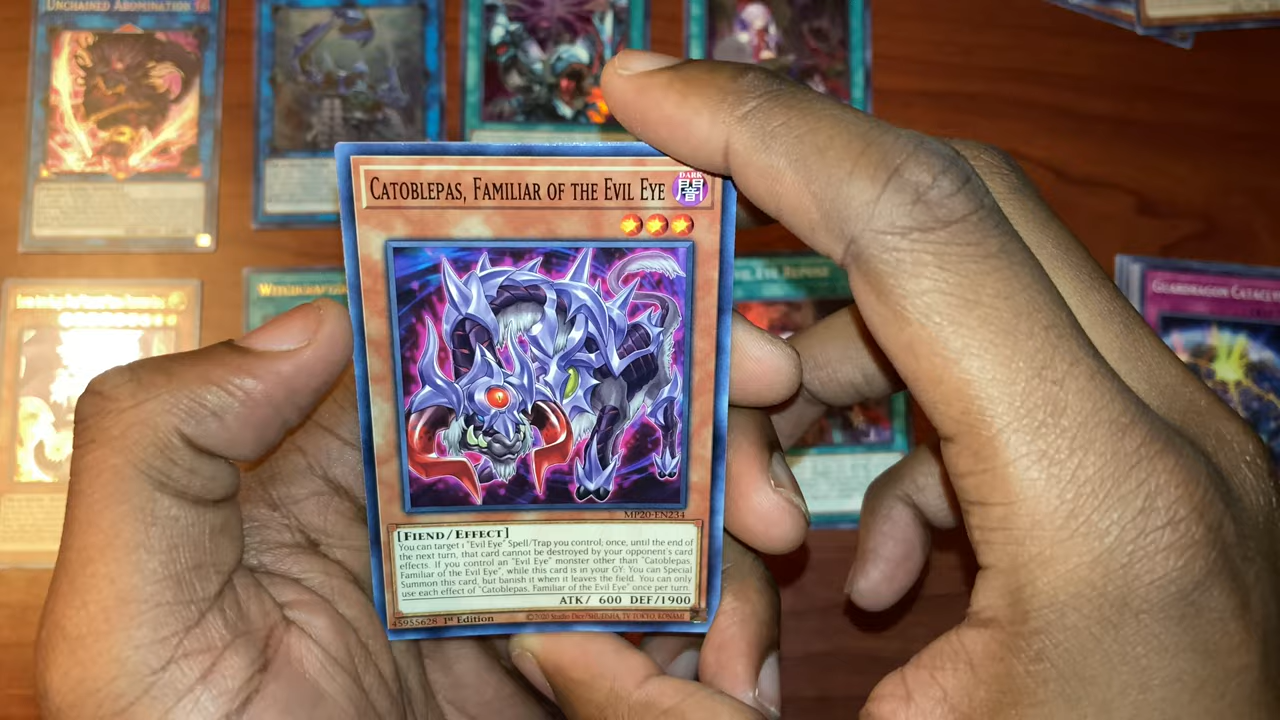 UNCHAINED ABOMINATION
CATOBLEPAS, FAMILIAR OF THE EVIL EYE
DARK
闇
MP20-EN234
[FIEND/EFFECT]
You can target 1 "Evil Eye" Spell/Trap you control; once, until the end of
the next turn, that card cannot be destroyed by your opponent's card
effects. If you control an "Evil Eye" monster other than "Catoblepas,
Familiar of the Evil Eye", while this card is in your GY: You can Special
Summon this card, but banish it when it leaves the field. You can only
use each effect of "Catoblepas, Familiar of the Evil Eye" once per turn.
ATK/ 600 DEF/1900
45955628 1st Edition
©2020 Studio Dice/SHUEISHA, TV TOKYO, KONAMI
EVIL EYE REPOSE
GUARDRAGON